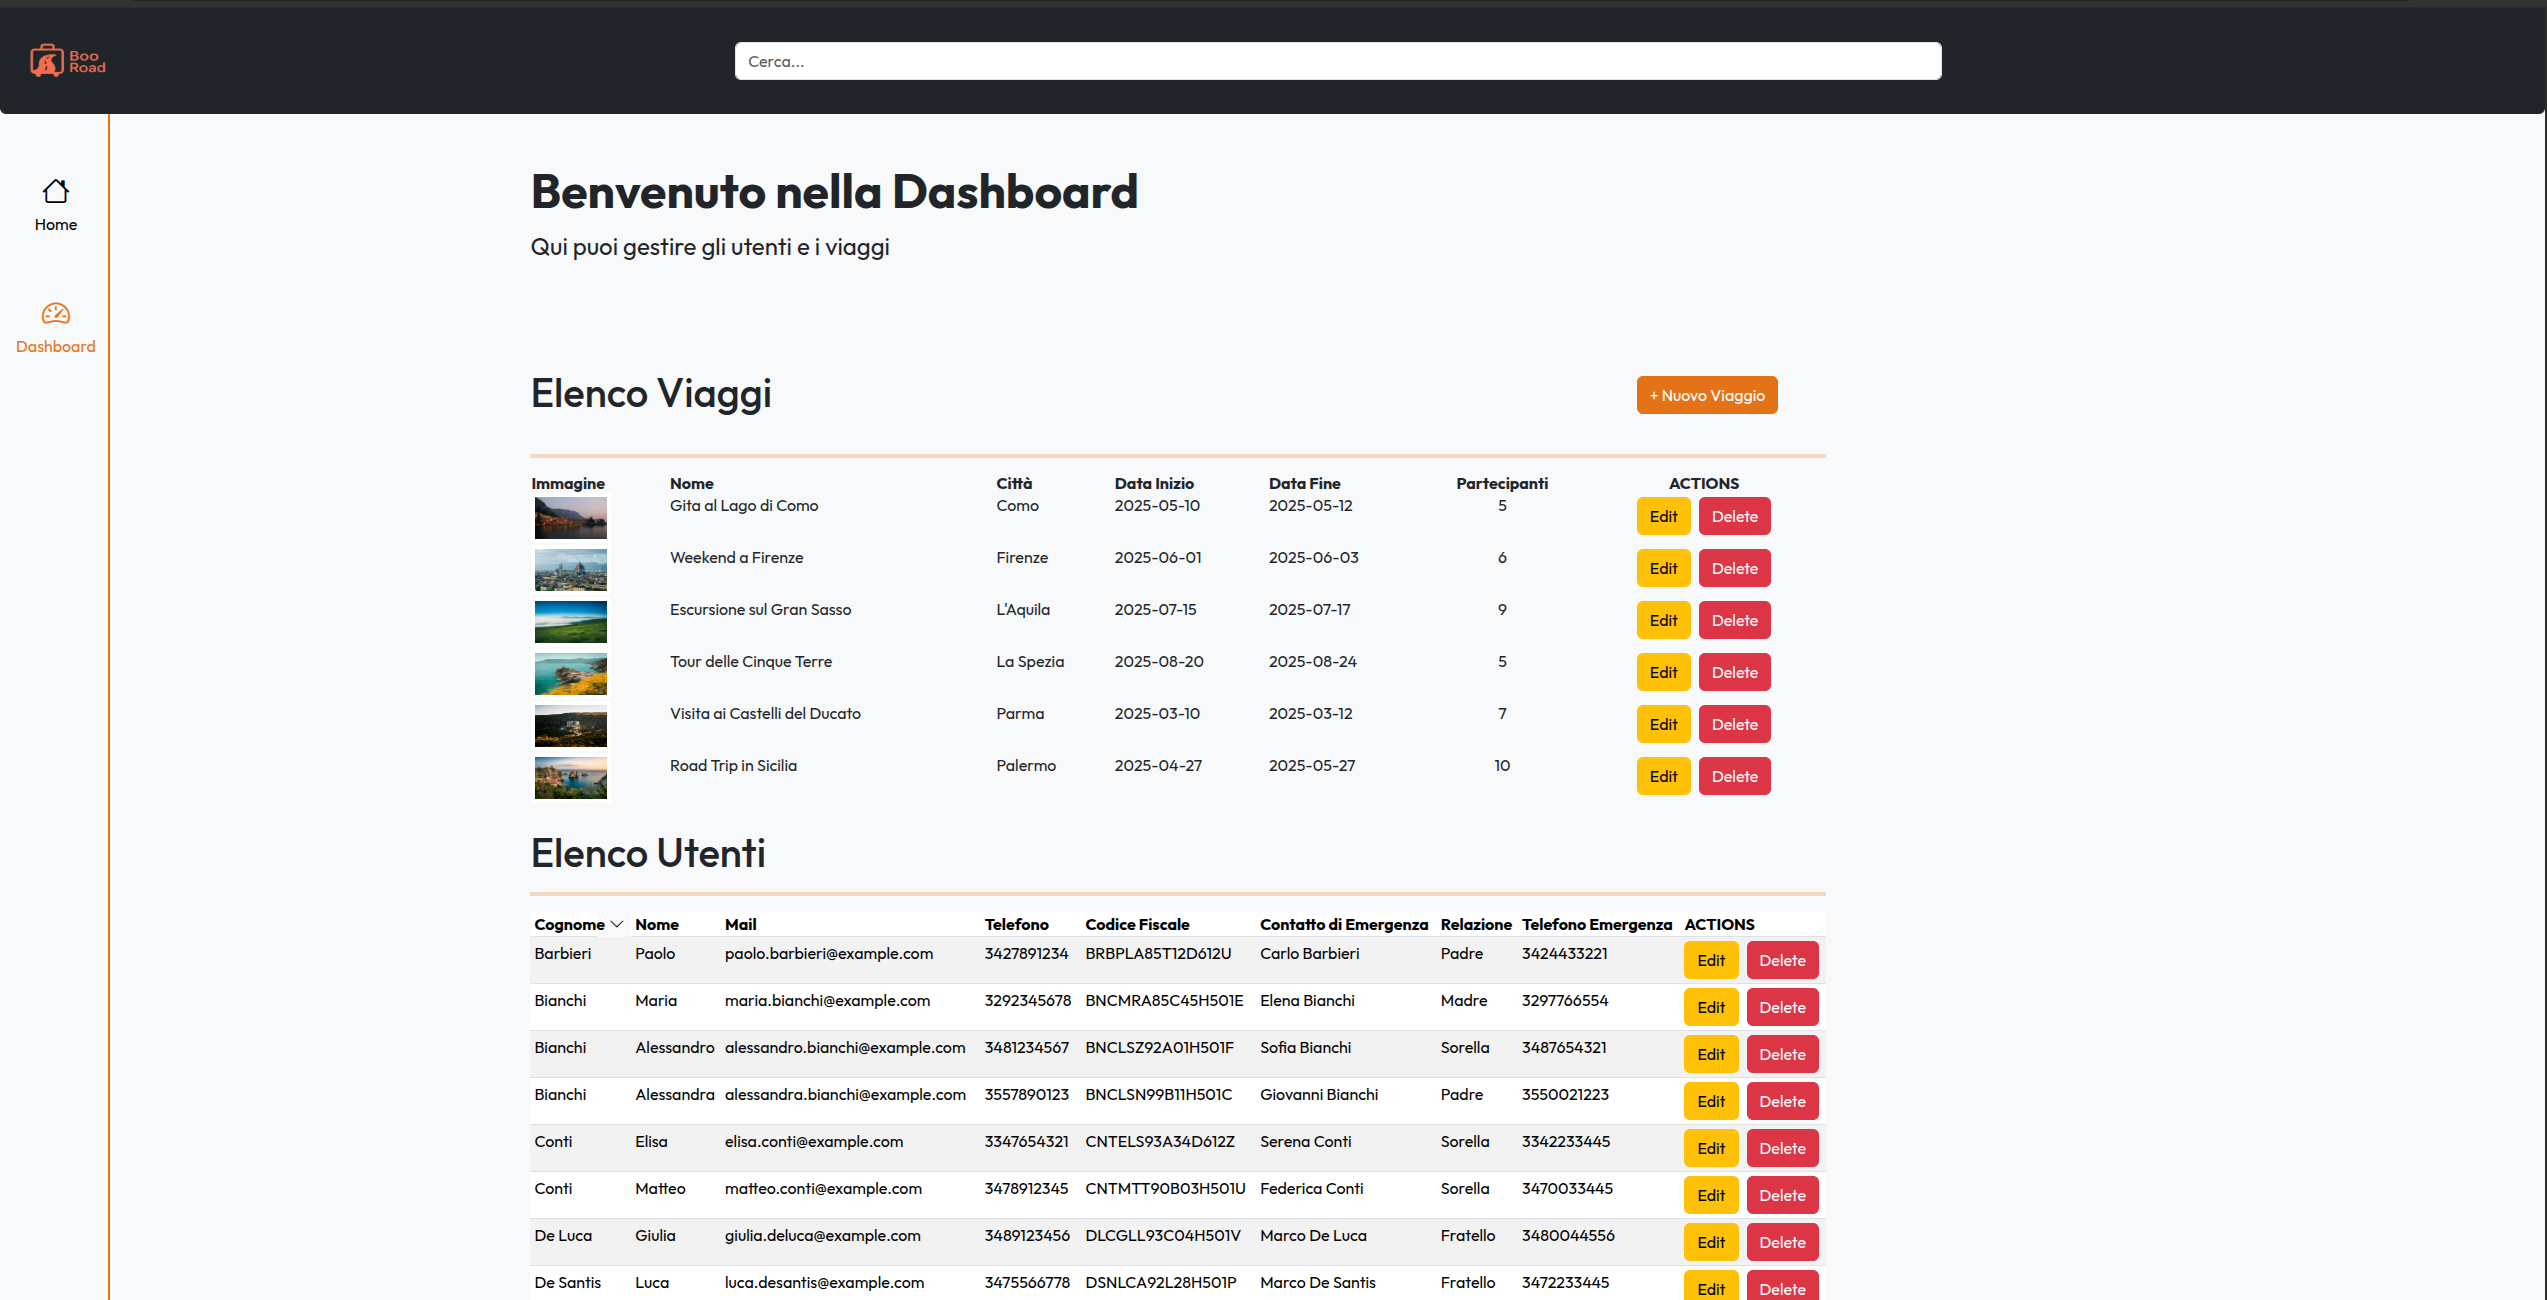 Boo
Road
Cerca...
Home
Dashboard
Benvenuto nella Dashboard
Qui puoi gestire gli utenti e i viaggi
Elenco Viaggi
+ Nuovo Viaggio
Immagine Nome Città Data Inizio Data Fine Partecipanti ACTIONS
Gita al Lago di Como Como 2025-05-10 2025-05-12 5 Edit Delete
Weekend a Firenze Firenze 2025-06-01 2025-06-03 6 Edit Delete
Escursione sul Gran Sasso L'Aquila 2025-07-15 2025-07-17 9 Edit Delete
Tour delle Cinque Terre La Spezia 2025-08-20 2025-08-24 5 Edit Delete
Visita ai Castelli del Ducato Parma 2025-03-10 2025-03-12 7 Edit Delete
Road Trip in Sicilia Palermo 2025-04-27 2025-05-27 10 Edit Delete
Elenco Utenti
Cognome Nome Mail Telefono Codice Fiscale Contatto di Emergenza Relazione Telefono Emergenza ACTIONS
Barbieri Paolo paolo.barbieri@example.com 3427891234 BRBPLA85T12D612U Carlo Barbieri Padre 3424433221 Edit Delete
Bianchi Maria maria.bianchi@example.com 3292345678 BNCMRA85C45H501E Elena Bianchi Madre 3297766554 Edit Delete
Bianchi Alessandro alessandro.bianchi@example.com 3481234567 BNCLSZ92A01H501F Sofia Bianchi Sorella 3487654321 Edit Delete
Bianchi Alessandra alessandra.bianchi@example.com 3557890123 BNCLSN99B11H501C Giovanni Bianchi Padre 3550021223 Edit Delete
Conti Elisa elisa.conti@example.com 3347654321 CNTELS93A34D612Z Serena Conti Sorella 3342233445 Edit Delete
Conti Matteo matteo.conti@example.com 3478912345 CNTMTT90B03H501U Federica Conti Sorella 3470033445 Edit Delete
De Luca Giulia giulia.deluca@example.com 3489123456 DLCGLL93C04H501V Marco De Luca Fratello 3480044556 Edit Delete
De Santis Luca luca.desantis@example.com 3475566778 DSNLCA92L28H501P Marco De Santis Fratello 3472233445 Edit Delete